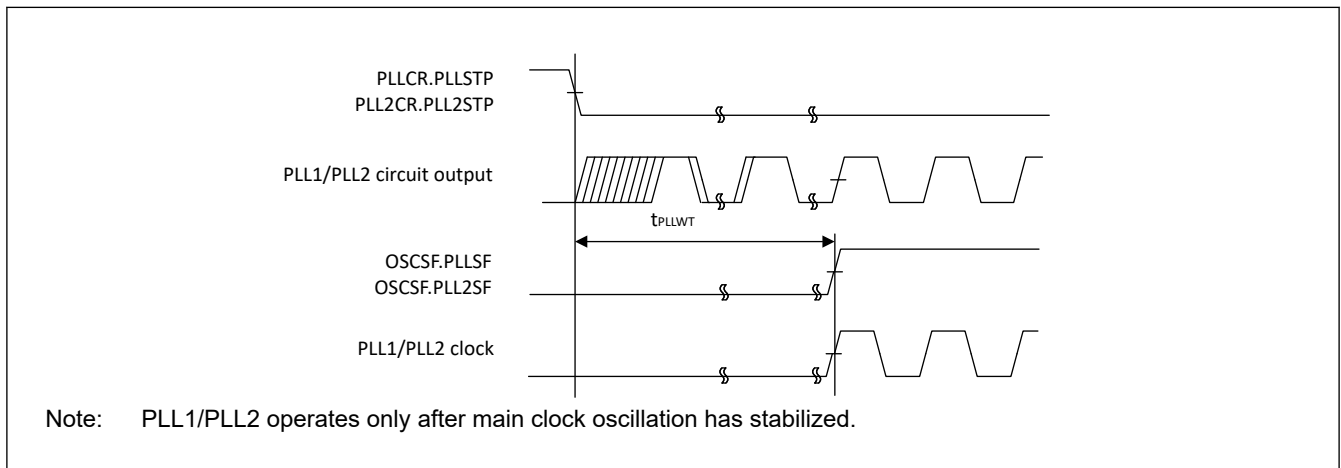 PLLCR.PLLSTP
PLL2CR.PLL2STP
PLL1/PLL2 circuit output
tPLLWT
OSCSF.PLLSF
OSCSF.PLL2SF
PLL1/PLL2 clock
Note: PLL1/PLL2 operates only after main clock oscillation has stabilized.